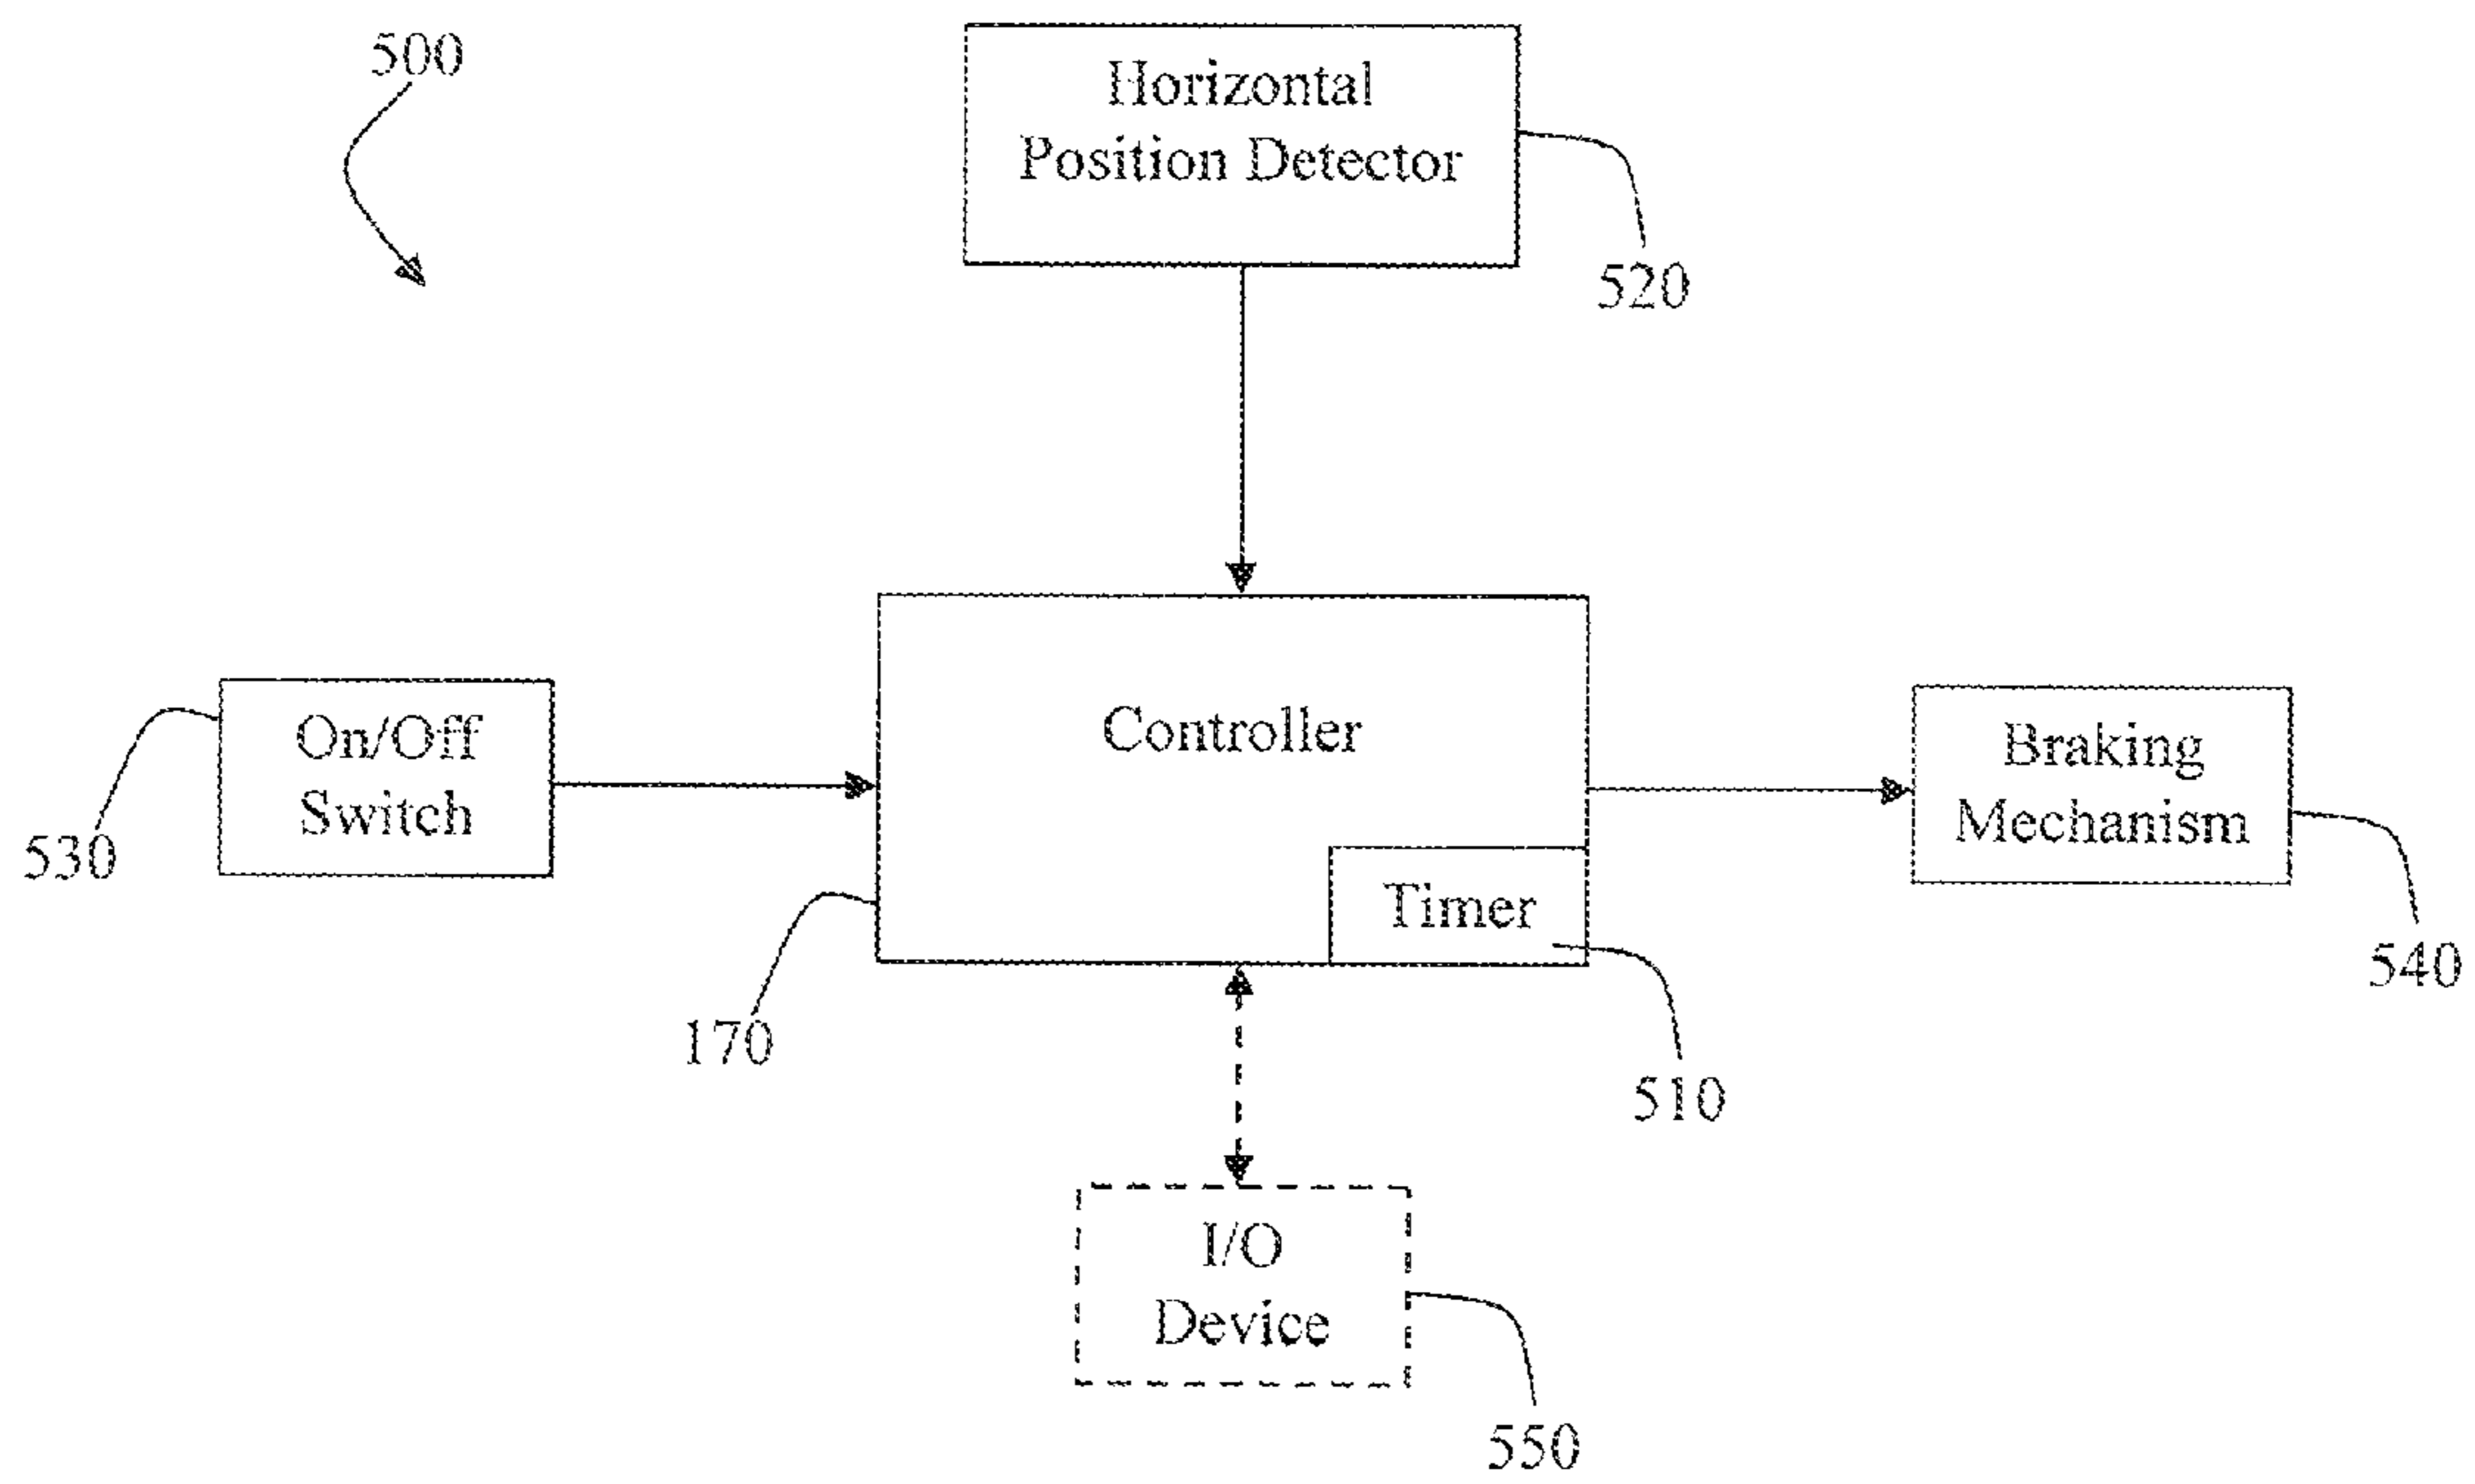 500
Horizontal
Position Detector
520
On/Off
Switch
530
Controller
Timer
170
510
Braking
Mechanism
540
I/O
Device
550